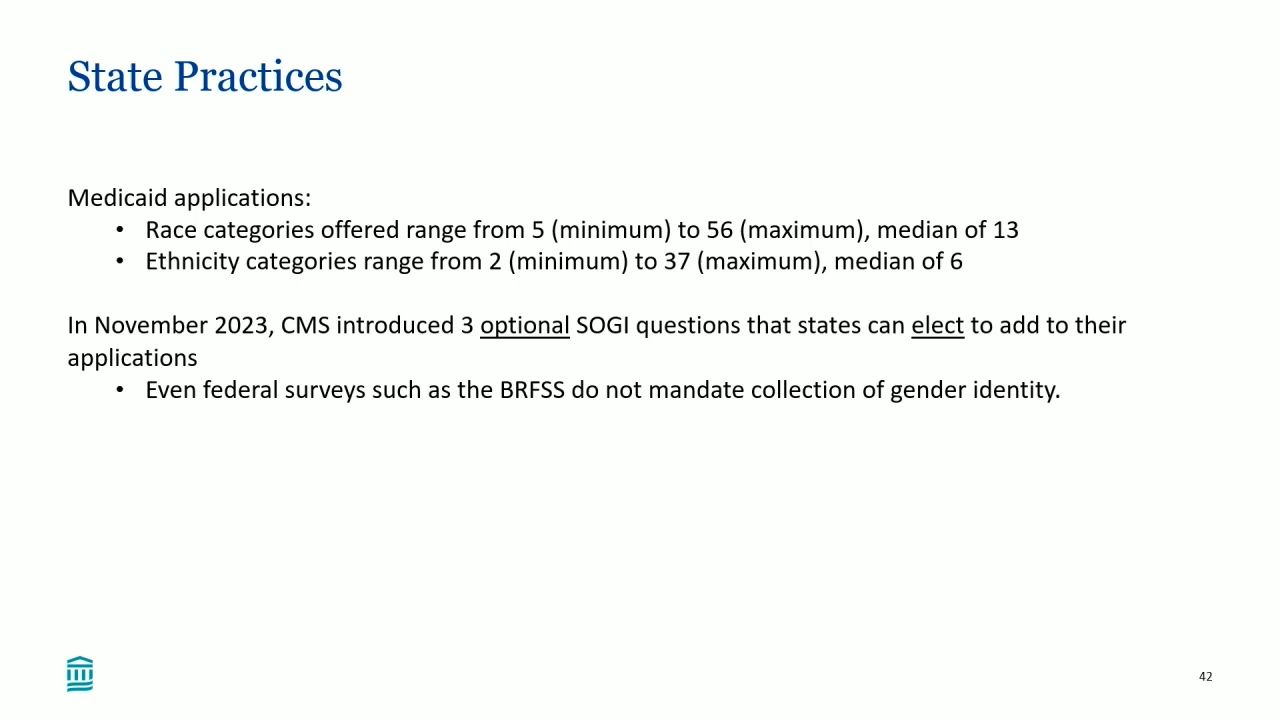 State Practices
Medicaid applications:
• Race categories offered range from 5 (minimum) to 56 (maximum), median of 13
• Ethnicity categories range from 2 (minimum) to 37 (maximum), median of 6
In November 2023, CMS introduced 3 optional SOGI questions that states can elect to add to their
applications
• Even federal surveys such as the BRFSS do not mandate collection of gender identity.
42